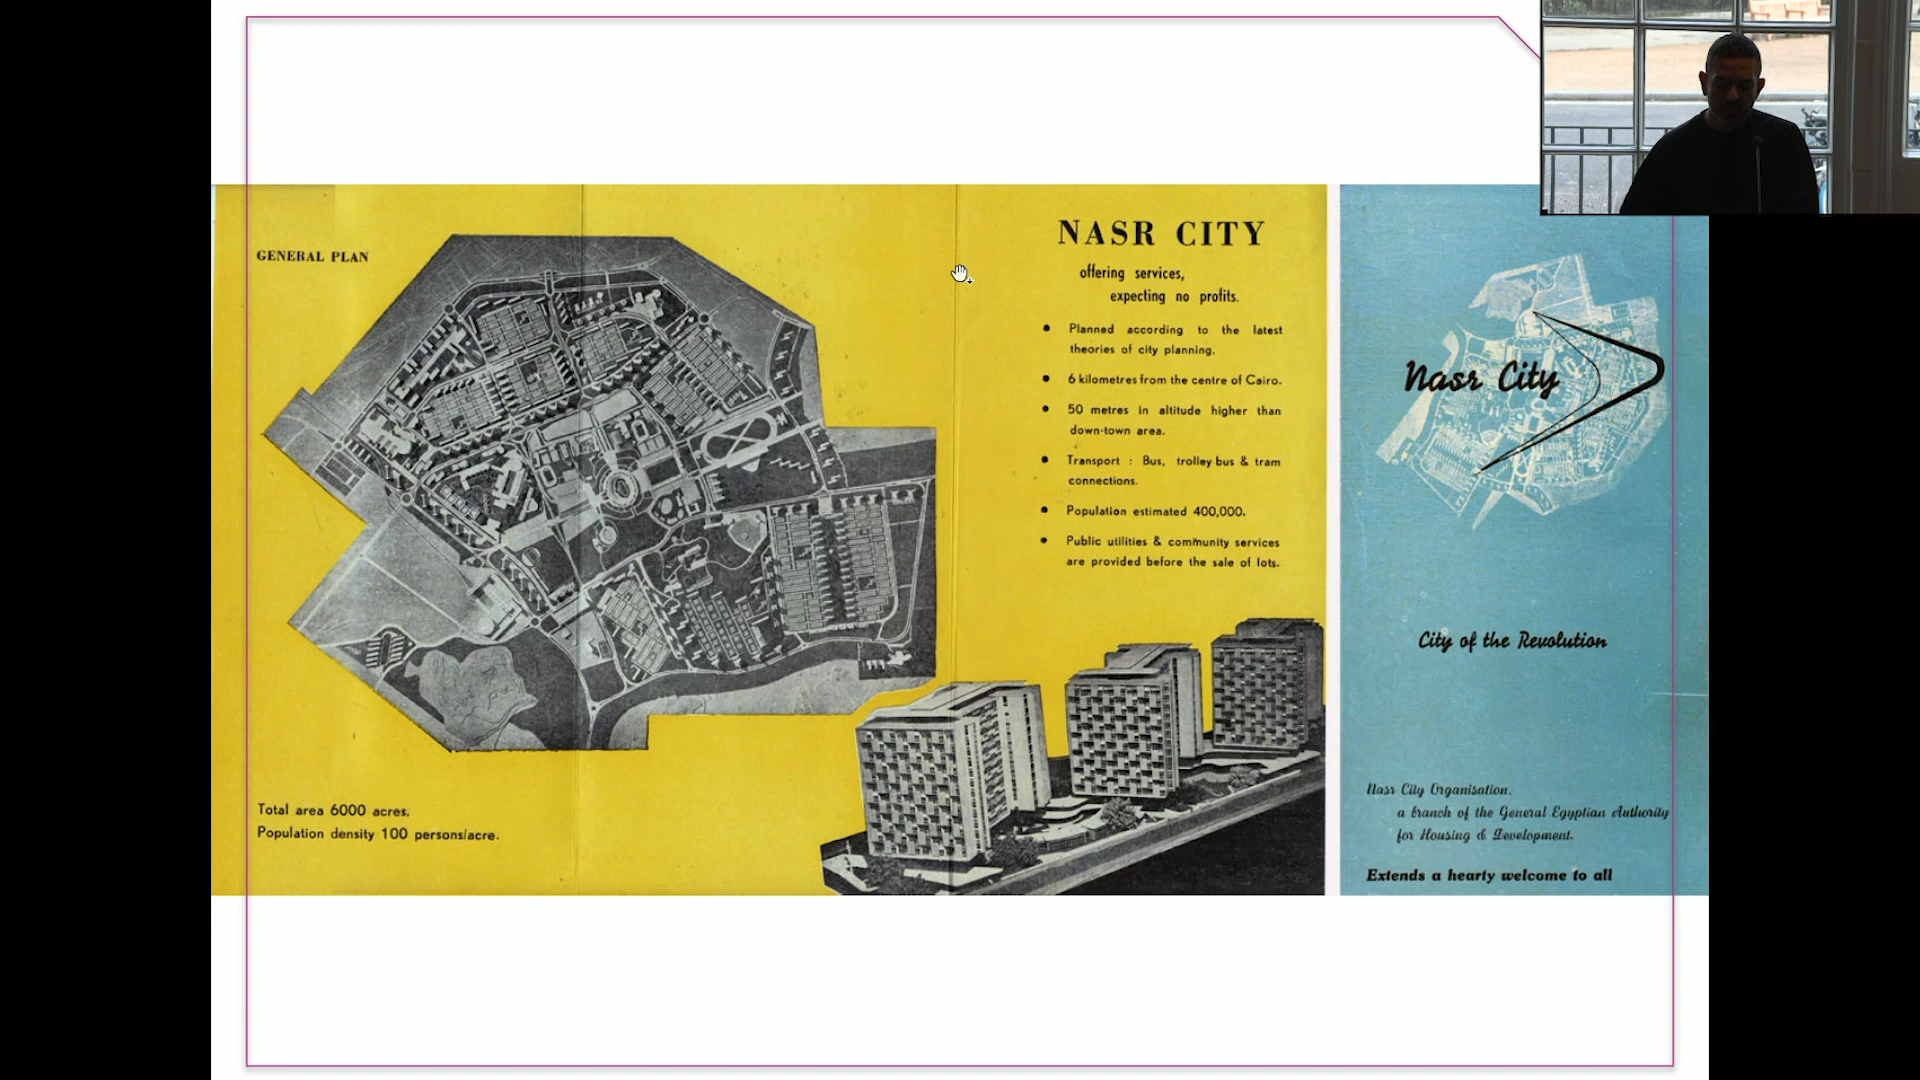 GENERAL PLAN
Total area 6000 acres.
Population density 100 persons/acre.
NASR CITY
offering services,
expecting no profits.
• Planned according to the latest
theories of city planning.
• 6 kilometres from the centre of Cairo.
• 50 metres in altitude higher than
down-town area.
• Transport : Bus, trolley bus & tram
connections.
• Population estimated 400,000.
• Public utilities & community services
are provided before the sale of lots.
Nasr City
City of the Revolution
Nasr City Organisation.
a branch of the General Egyptian Authority
for Housing & Development.
Extends a hearty welcome to all